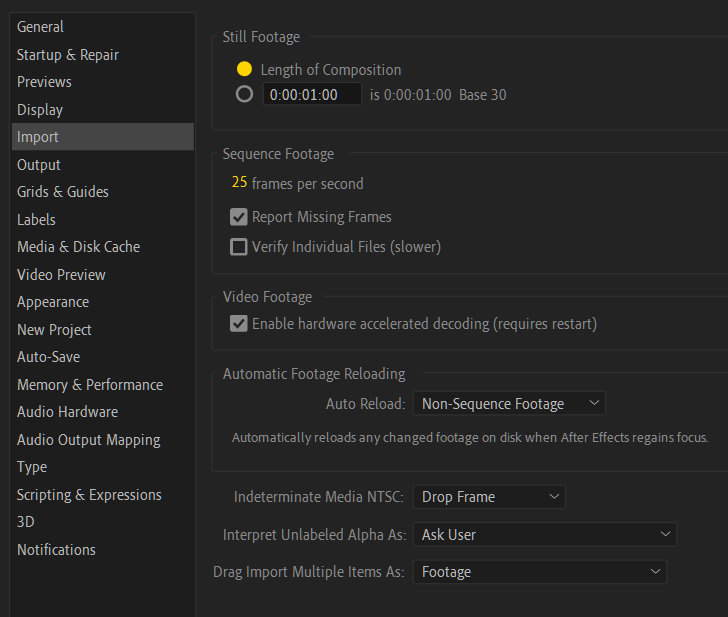 General
Startup & Repair
Previews
Display
Import
Output
Grids & Guides
Labels
Media & Disk Cache
Video Preview
Appearance
New Project
Auto-Save
Memory & Performance
Audio Hardware
Audio Output Mapping
Type
Scripting & Expressions
3D
Notifications
Still Footage
Length of Composition
0:00:01:00 is 0:00:01:00 Base 30
Sequence Footage
25 frames per second
Report Missing Frames
Verify Individual Files (slower)
Video Footage
Enable hardware accelerated decoding (requires restart)
Automatic Footage Reloading
Auto Reload: Non-Sequence Footage
Automatically reloads any changed footage on disk when After Effects regains focus.
Indeterminate Media NTSC: Drop Frame
Interpret Unlabeled Alpha As: Ask User
Drag Import Multiple Items As: Footage